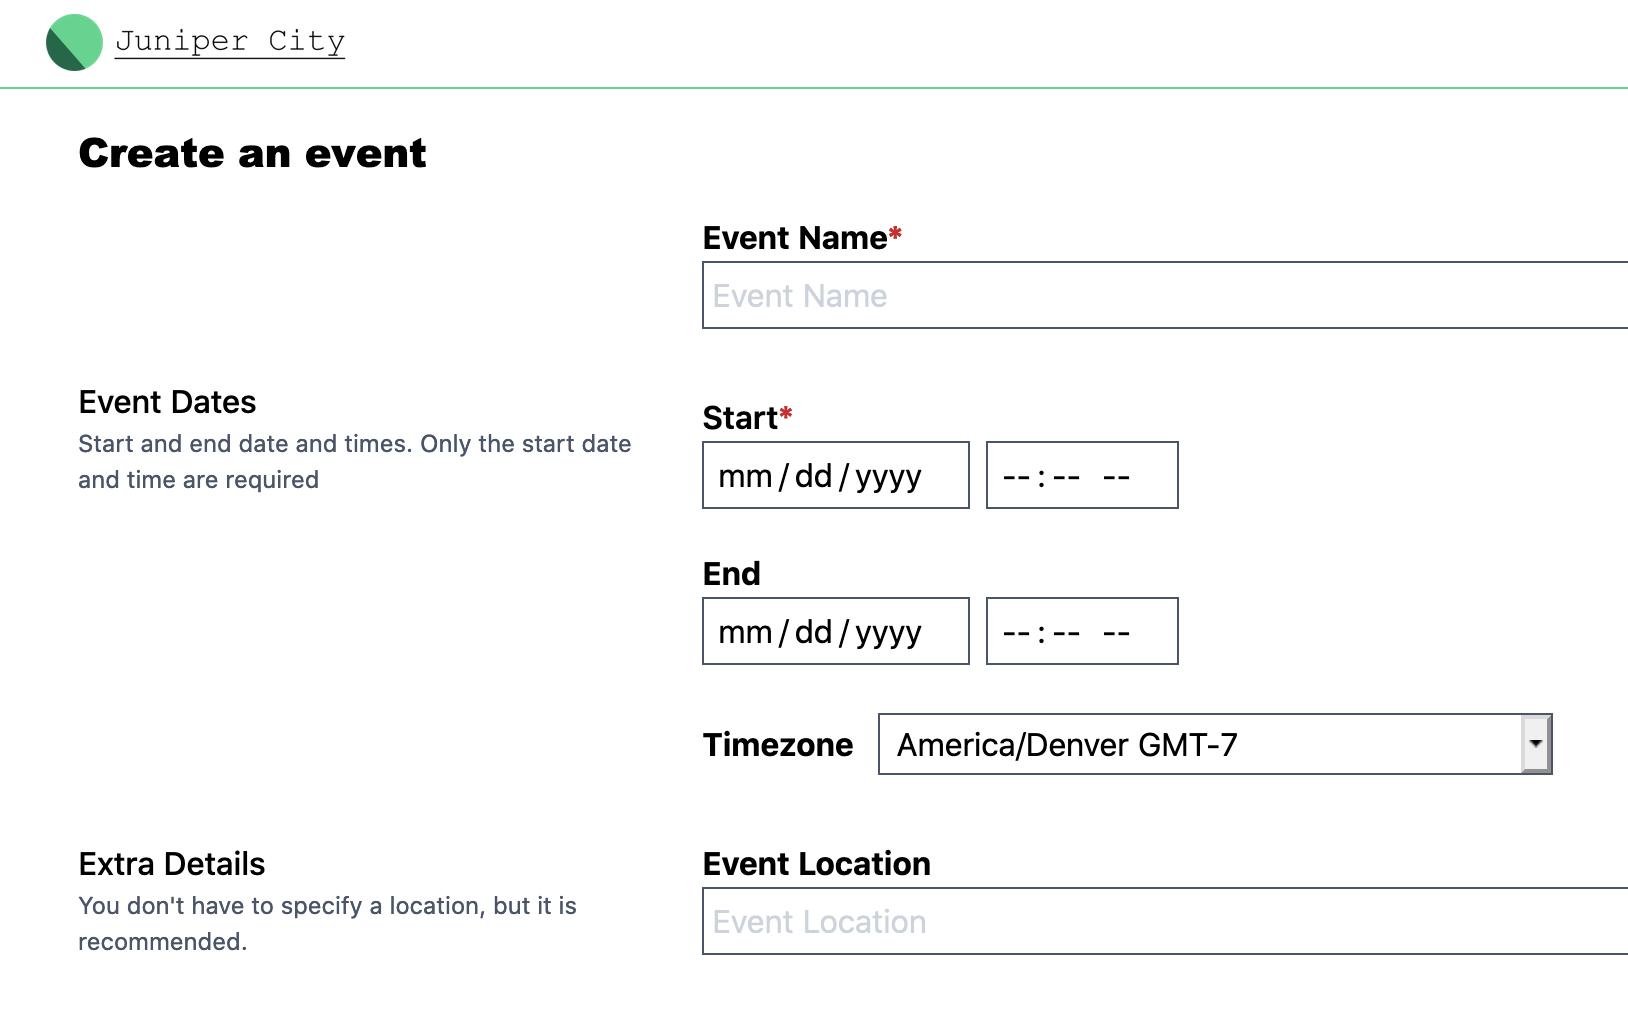 Juniper City
Create an event
Event Name*
Event Name
Event Dates
Start and end date and times. Only the start date
and time are required
Start*
mm/dd/yyyy --:-- --
End
mm/dd/yyyy --:-- --
Timezone America/Denver GMT-7
Extra Details
You don't have to specify a location, but it is
recommended.
Event Location
Event Location